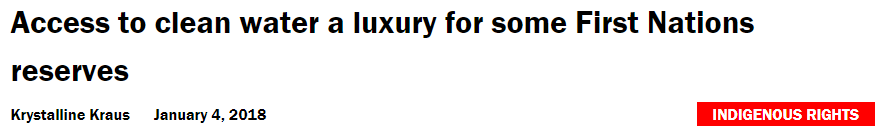 Access to clean water a luxury for some First Nations
reserves
Krystalline Kraus January 4, 2018 INDIGENOUS RIGHTS